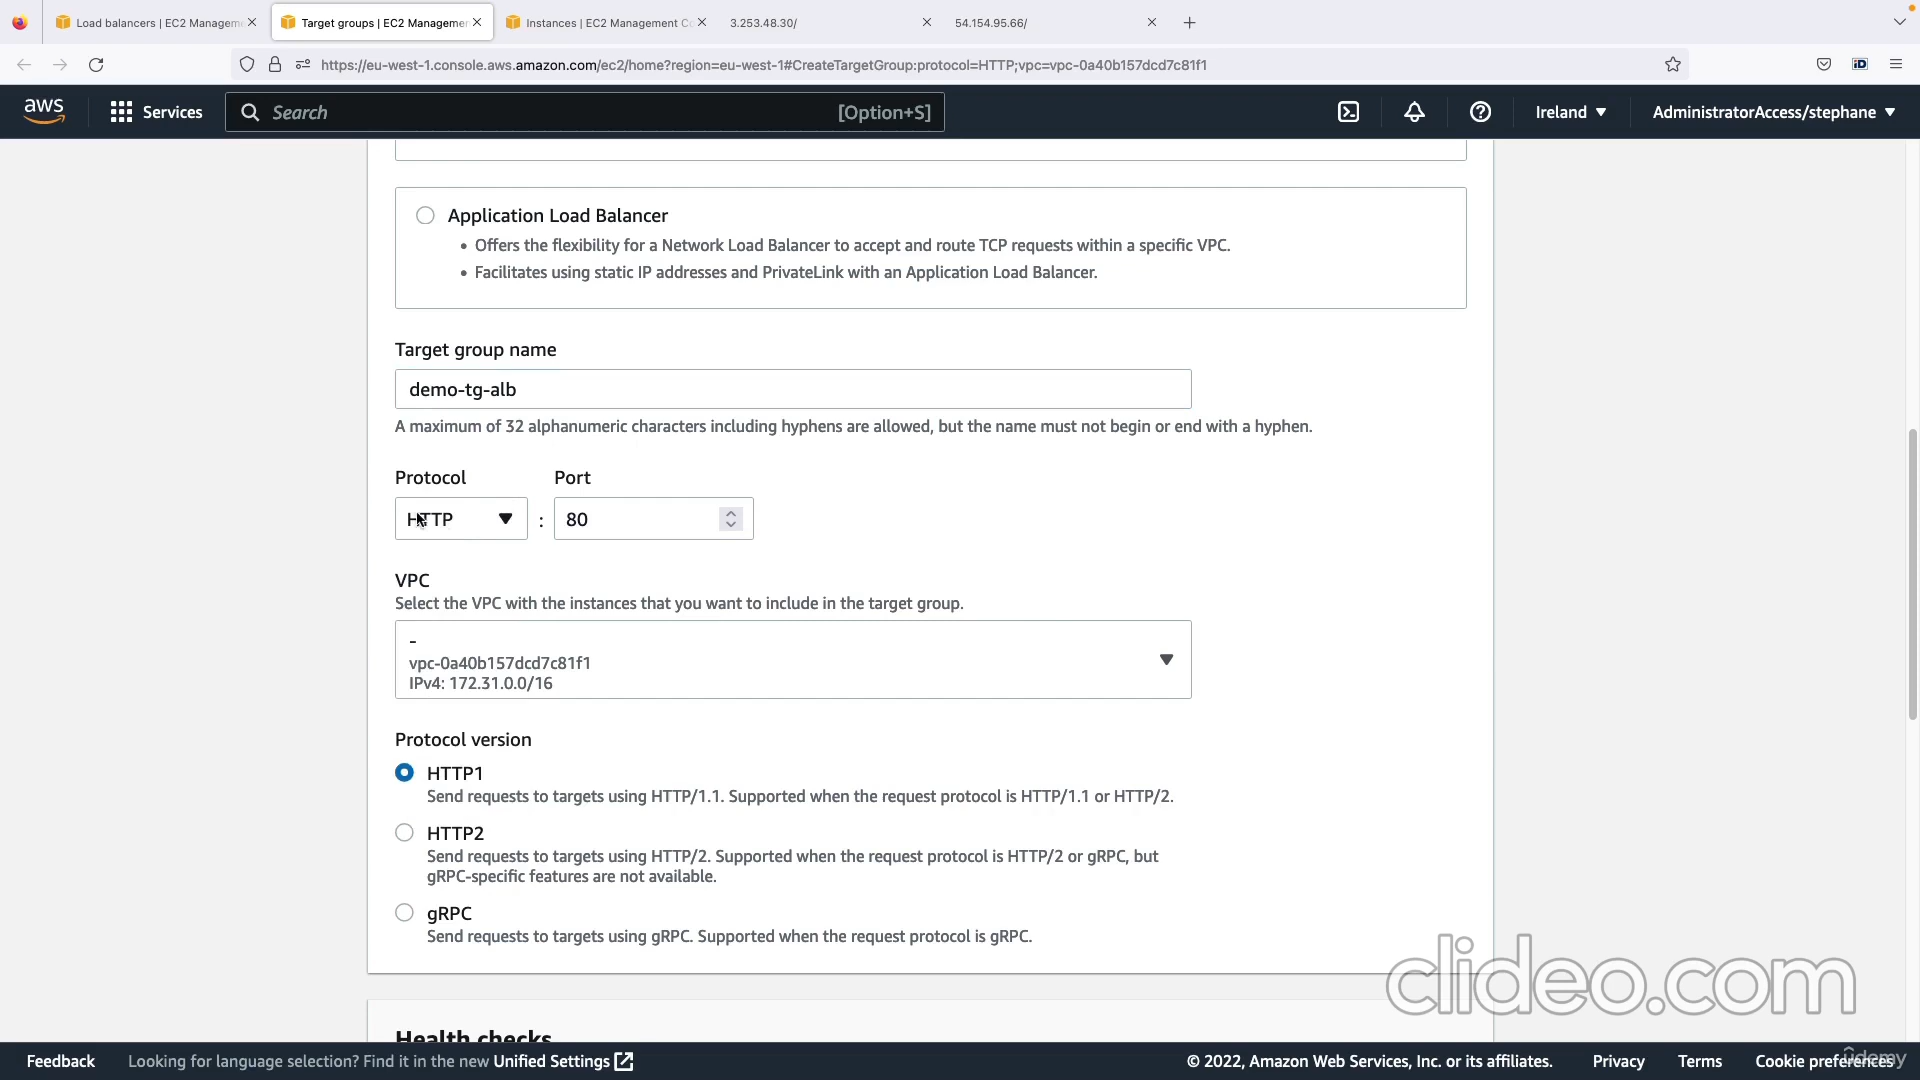 Load balancers | EC2 Managem
Target groups | EC2 Managemen
Instances | EC2 Management Co
3.253.48.30/
54.154.95.66/
https://eu-west-1.console.aws.amazon.com/ec2/home?region=eu-west-1#CreateTargetGroup:protocol=HTTP;vpc=vpc-0a40b157dcd7c81f1
iD
aws
Services
Search
[Option+S]
Ireland
AdministratorAccess/stephane
Application Load Balancer
• Offers the flexibility for a Network Load Balancer to accept and route TCP requests within a specific VPC.
• Facilitates using static IP addresses and PrivateLink with an Application Load Balancer.
Target group name
demo-tg-alb
A maximum of 32 alphanumeric characters including hyphens are allowed, but the name must not begin or end with a hyphen.
Protocol
Port
HTTP
:
80
VPC
Select the VPC with the instances that you want to include in the target group.
-
vpc-0a40b157dcd7c81f1
IPv4: 172.31.0.0/16
Protocol version
HTTP1
Send requests to targets using HTTP/1.1. Supported when the request protocol is HTTP/1.1 or HTTP/2.
HTTP2
Send requests to targets using HTTP/2. Supported when the request protocol is HTTP/2 or gRPC, but
gRPC-specific features are not available.
gRPC
Send requests to targets using gRPC. Supported when the request protocol is gRPC.
clideo.com
Health checks
Feedback
Looking for language selection? Find it in the new Unified Settings
© 2022, Amazon Web Services, Inc. or its affiliates.
Privacy
Terms
Cookie preferences
ûdemy